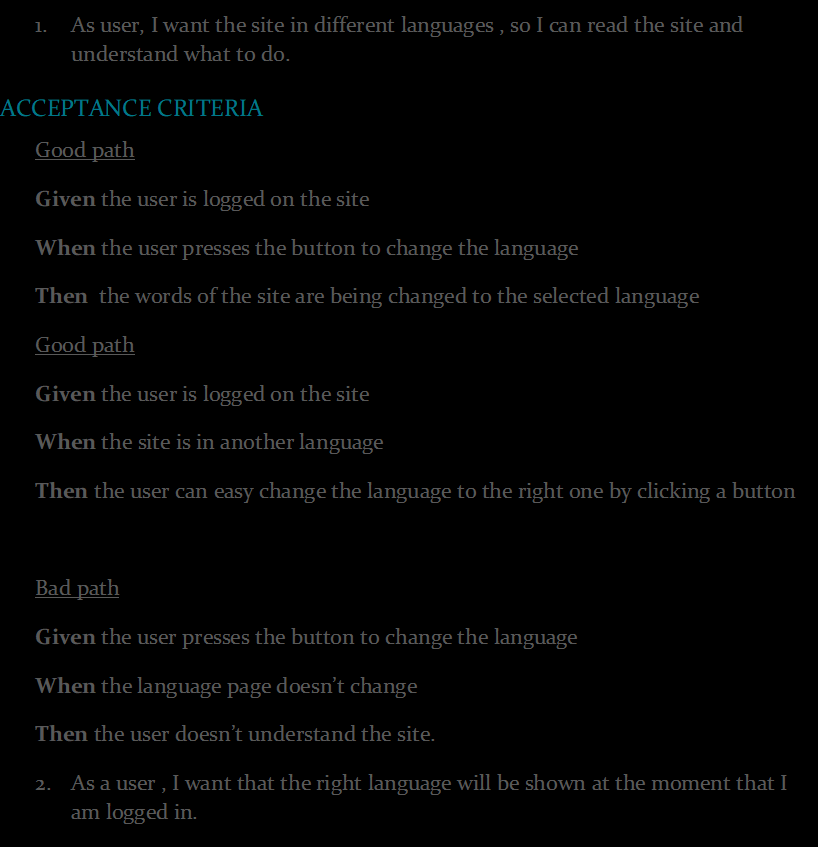 1. As user, I want the site in different languages , so I can read the site and
understand what to do.
ACCEPTANCE CRITERIA
Good path
Given the user is logged on the site
When the user presses the button to change the language
Then the words of the site are being changed to the selected language
Good path
Given the user is logged on the site
When the site is in another language
Then the user can easy change the language to the right one by clicking a button
Bad path
Given the user presses the button to change the language
When the language page doesn’t change
Then the user doesn’t understand the site.
2. As a user , I want that the right language will be shown at the moment that I
am logged in.